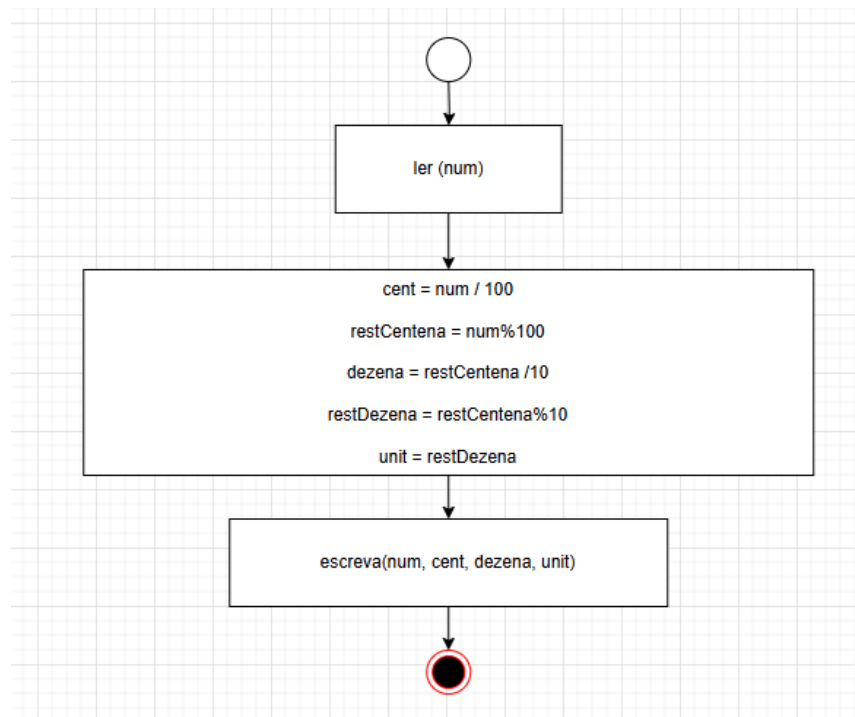 ler (num)
cent = num / 100
restCentena = num%100
dezena = restCentena /10
restDezena = restCentena%10
unit = restDezena
escreva(num, cent, dezena, unit)